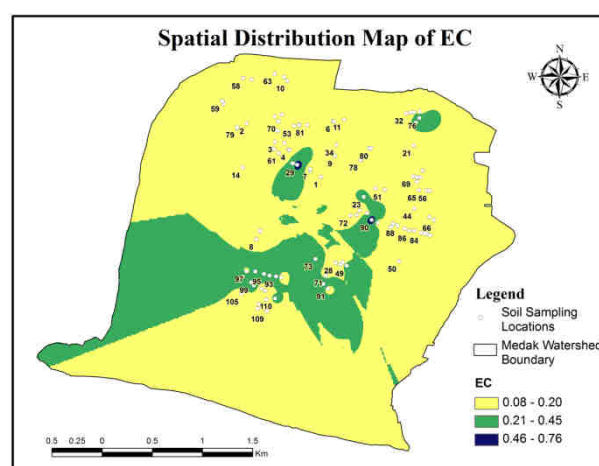 Spatial Distribution Map of EC
N
W E
S
58 63 10
59
79 2 70 53 81 6 11
32 76
3 61 4 34 9 80 78 21
14 29 7 1
69
51 65 56
23
72 90 44 66
88 86 84
8
73 28 49 50
97 95 93 71
99 91
105 110
109
Legend
Soil Sampling
Locations
Medak Watershed
Boundary
EC
0.08 - 0.20
0.21 - 0.45
0.46 - 0.76
0.5 0.25 0 0.5 1 1.5
Km